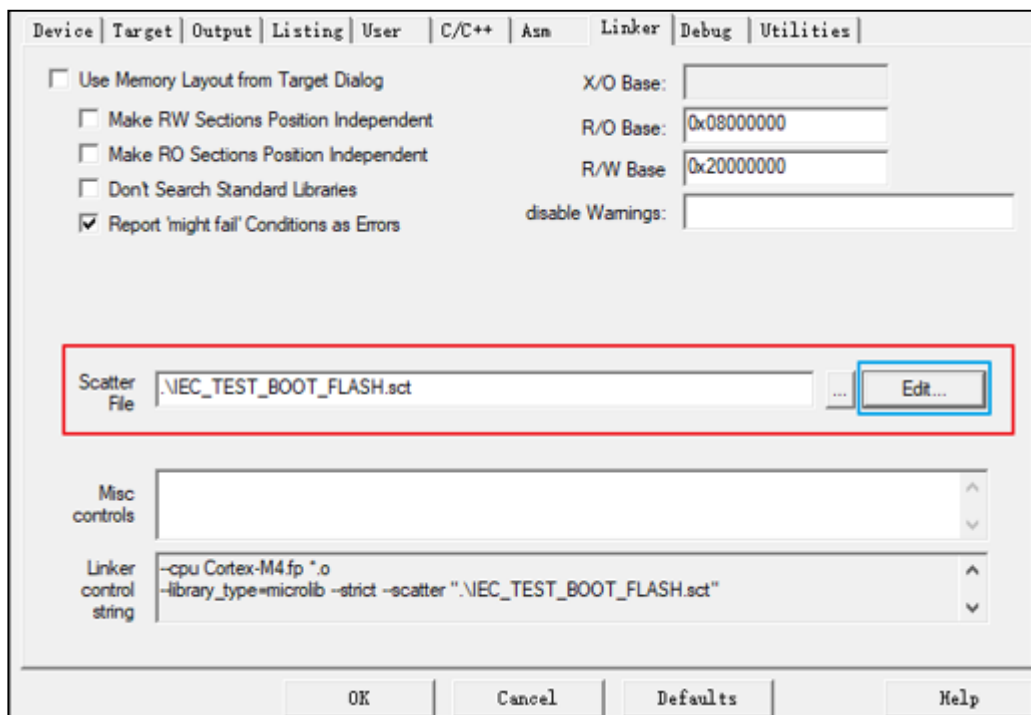 Device Target Output Listing User C/C++ Asm Linker Debug Utilities
Use Memory Layout from Target Dialog
Make RW Sections Position Independent
Make RO Sections Position Independent
Don't Search Standard Libraries
Report 'might fail' Conditions as Errors
X/O Base:
R/O Base: 0x08000000
R/W Base 0x20000000
disable Warnings:
Scatter
File
.\IEC_TEST_BOOT_FLASH.sct
... Edit...
Misc
controls
Linker
control
string
--cpu Cortex-M4.fp *.o
--library_type=microlib --strict --scatter ".\IEC_TEST_BOOT_FLASH.sct"
OK Cancel Defaults Help